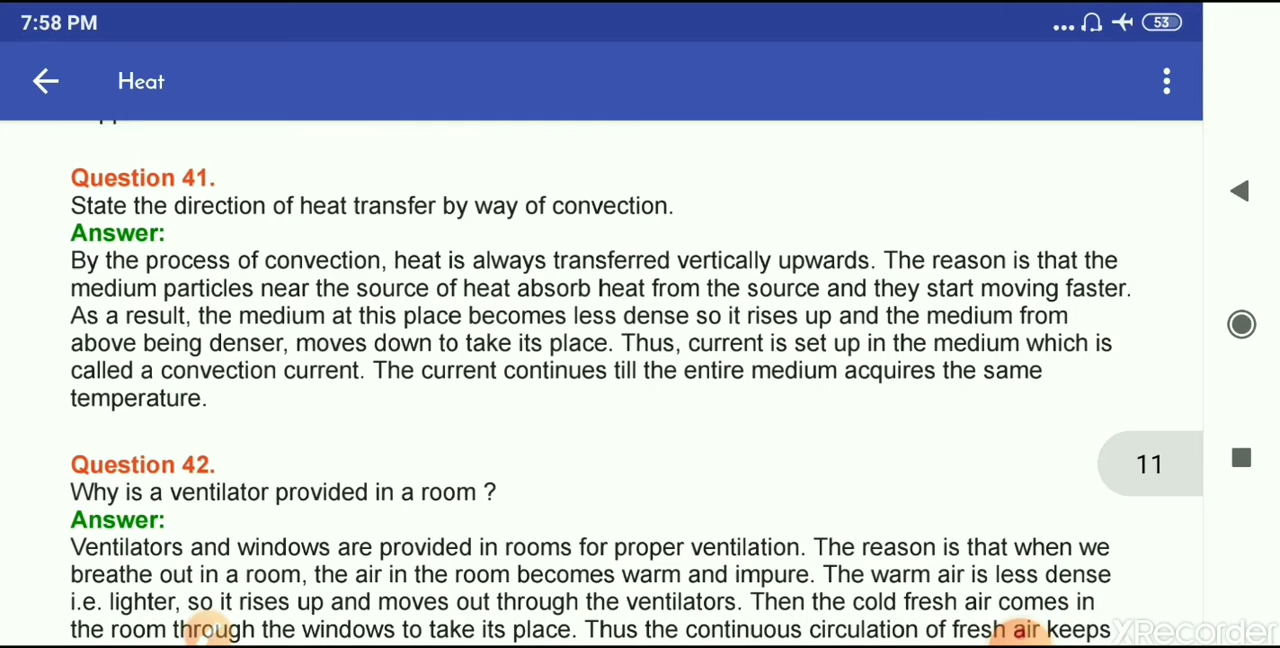 7:58 PM
53
Heat
Question 41.
State the direction of heat transfer by way of convection.
Answer:
By the process of convection, heat is always transferred vertically upwards. The reason is that the
medium particles near the source of heat absorb heat from the source and they start moving faster.
As a result, the medium at this place becomes less dense so it rises up and the medium from
above being denser, moves down to take its place. Thus, current is set up in the medium which is
called a convection current. The current continues till the entire medium acquires the same
temperature.
11
Question 42.
Why is a ventilator provided in a room ?
Answer:
Ventilators and windows are provided in rooms for proper ventilation. The reason is that when we
breathe out in a room, the air in the room becomes warm and impure. The warm air is less dense
i.e. lighter, so it rises up and moves out through the ventilators. Then the cold fresh air comes in
the room through the windows to take its place. Thus the continuous circulation of fresh air keeps
XRecorder